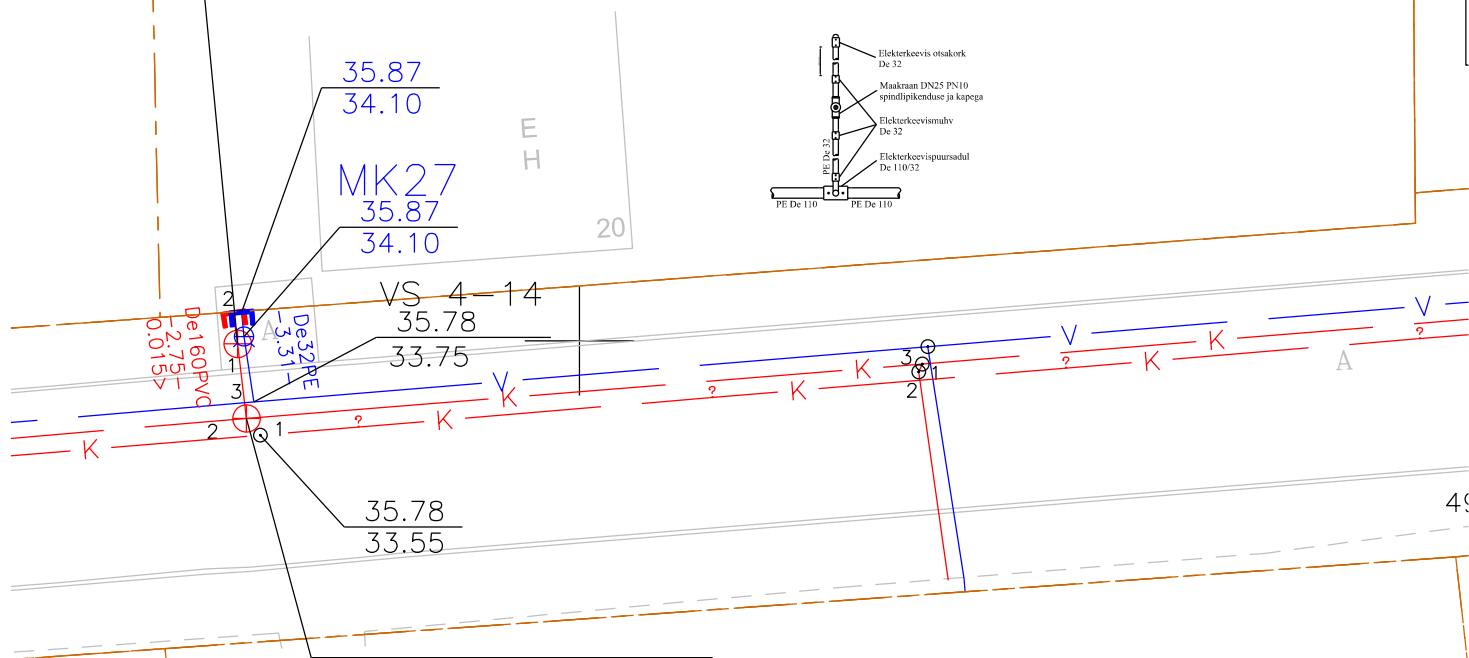 35.87
34.10
MK27
35.87
34.10
E
H
20
Elekterkeevis otsakork
De 32
Maakraan DN25 PN10
spindlipikenduse ja kapega
Elekterkeevismuhv
De 32
Elekterkeevispuursadul
De 110/32
PE De 32
PE De 110
PE De 110
VS 4-14
35.78
33.75
2
A
1
3
2
1
De160PVC
-2.75-
0.015>
De32PE
-3.31-
V
V
V
K
K
K
K
K
K
K
?
?
?
?
3
1
2
A
35.78
33.55